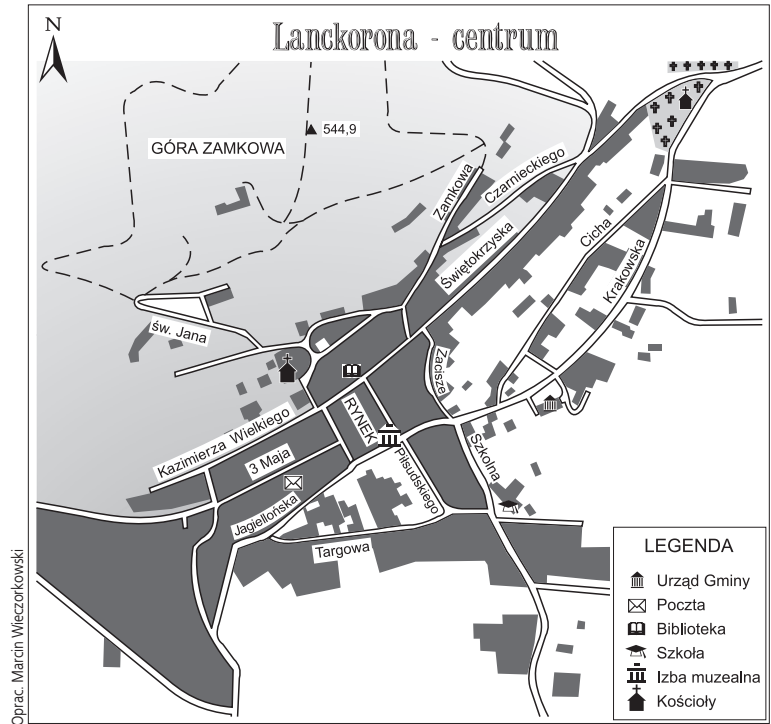 Lanckorona - centrum
N
GÓRA ZAMKOWA
544,9
Zamkowa
Czarnieckiego
Świętokrzyska
Cicha
Krakowska
św. Jana
Zacisze
RYNEK
Kazimierza Wielkiego
3 Maja
Szkolna
Piłsudskiego
Jagiellońska
Targowa
LEGENDA
Urząd Gminy
Poczta
Biblioteka
Szkoła
Izba muzealna
Kościoły
Oprac. Marcin Wieczorkowski